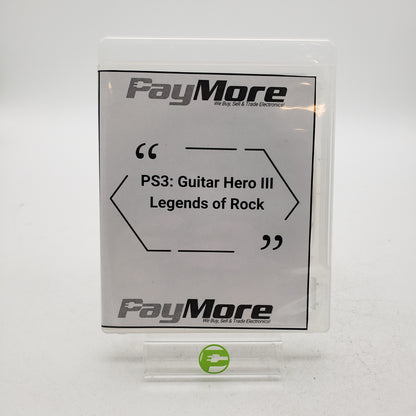 PayMore
We Buy, Sell & Trade Electronics!
“
PS3: Guitar Hero III
Legends of Rock
”
PayMore
We Buy, Sell & Trade Electronics!